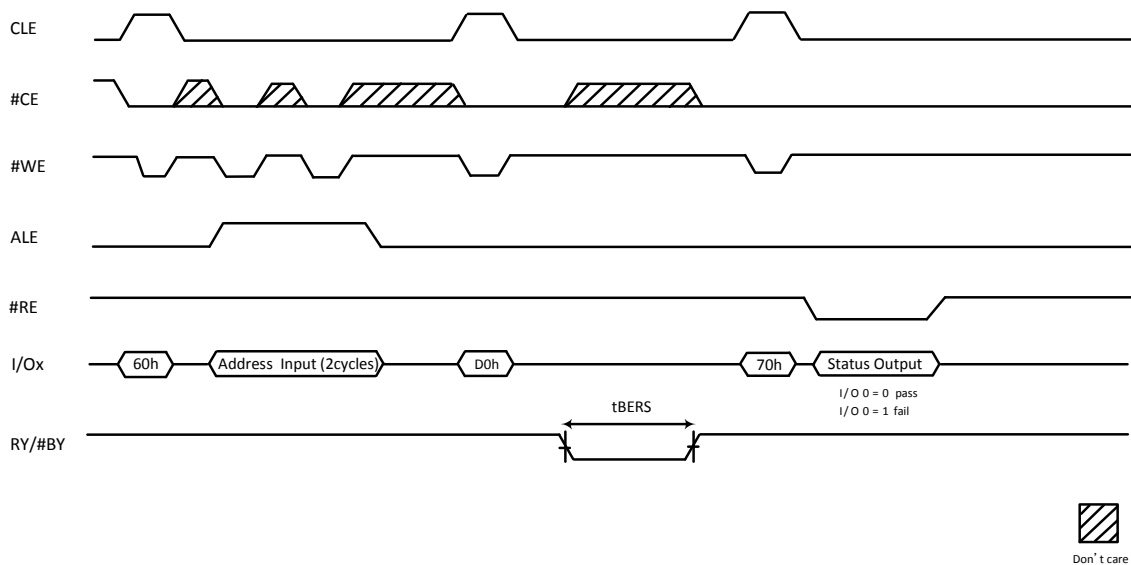 CLE
#CE
#WE
ALE
#RE
I/Ox
60h
Address Input (2cycles)
D0h
70h
Status Output
I/O 0 = 0 pass
I/O 0 = 1 fail
tBERS
RY/#BY
Don't care